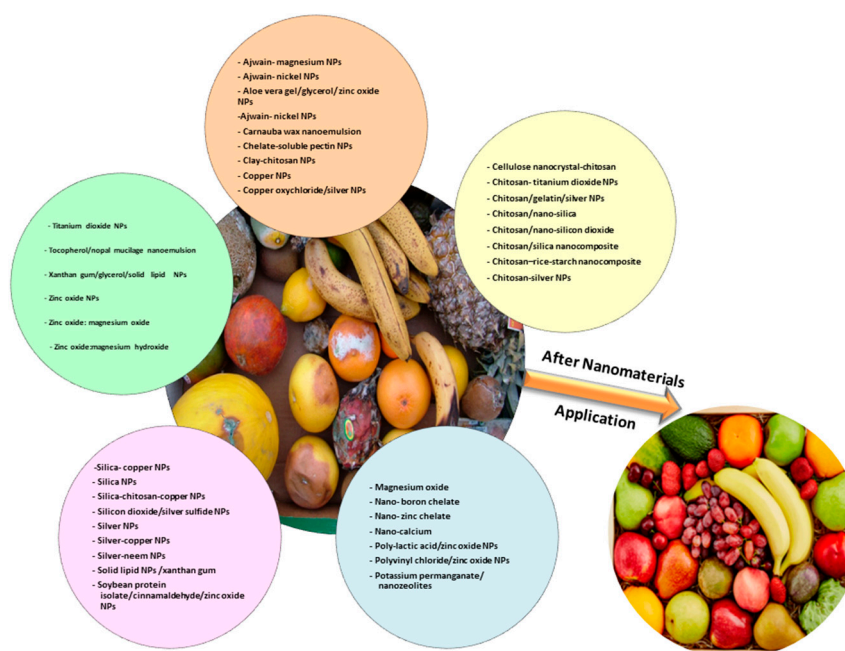 - Ajwain- magnesium NPs
- Ajwain- nickel NPs
- Aloe vera gel/glycerol/zinc oxide
NPs
-Ajwain- nickel NPs
- Carnauba wax nanoemulsion
- Chelate-soluble pectin NPs
- Clay-chitosan NPs
- Copper NPs
- Copper oxychloride/silver NPs
- Cellulose nanocrystal-chitosan
- Chitosan- titanium dioxide NPs
- Chitosan/gelatin/silver NPs
- Chitosan/nano-silica
- Chitosan/nano-silicon dioxide
- Chitosan/silica nanocomposite
- Chitosan–rice-starch nanocomposite
- Chitosan-silver NPs
- Titanium dioxide NPs
- Tocopherol/nopal mucilage nanoemulsion
- Xanthan gum/glycerol/solid lipid NPs
- Zinc oxide NPs
- Zinc oxide: magnesium oxide
- Zinc oxide:magnesium hydroxide
After Nanomaterials
Application
-Silica- copper NPs
- Silica NPs
- Silica-chitosan-copper NPs
- Silicon dioxide/silver sulfide NPs
- Silver NPs
- Silver-copper NPs
- Silver-neem NPs
- Solid lipid NPs /xanthan gum
- Soybean protein
isolate/cinnamaldehyde/zinc oxide
NPs
- Magnesium oxide
- Nano- boron chelate
- Nano- zinc chelate
- Nano-calcium
- Poly-lactic acid/zinc oxide NPs
- Polyvinyl chloride/zinc oxide NPs
- Potassium permanganate/
nanozeolites